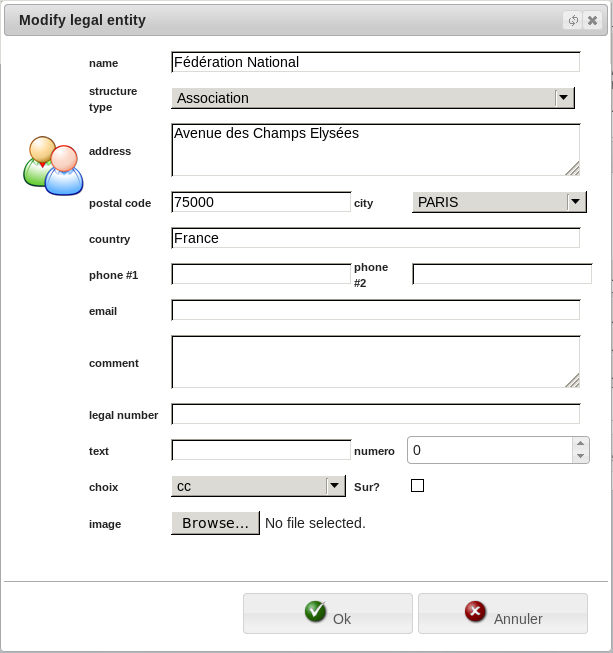 Modify legal entity
name Fédération National
structure
type Association
address Avenue des Champs Elysées
postal code 75000 city PARIS
country France
phone #1 phone
#2
email
comment
legal number
text numero 0
choix cc Sur?
image Browse... No file selected.
Ok Annuler